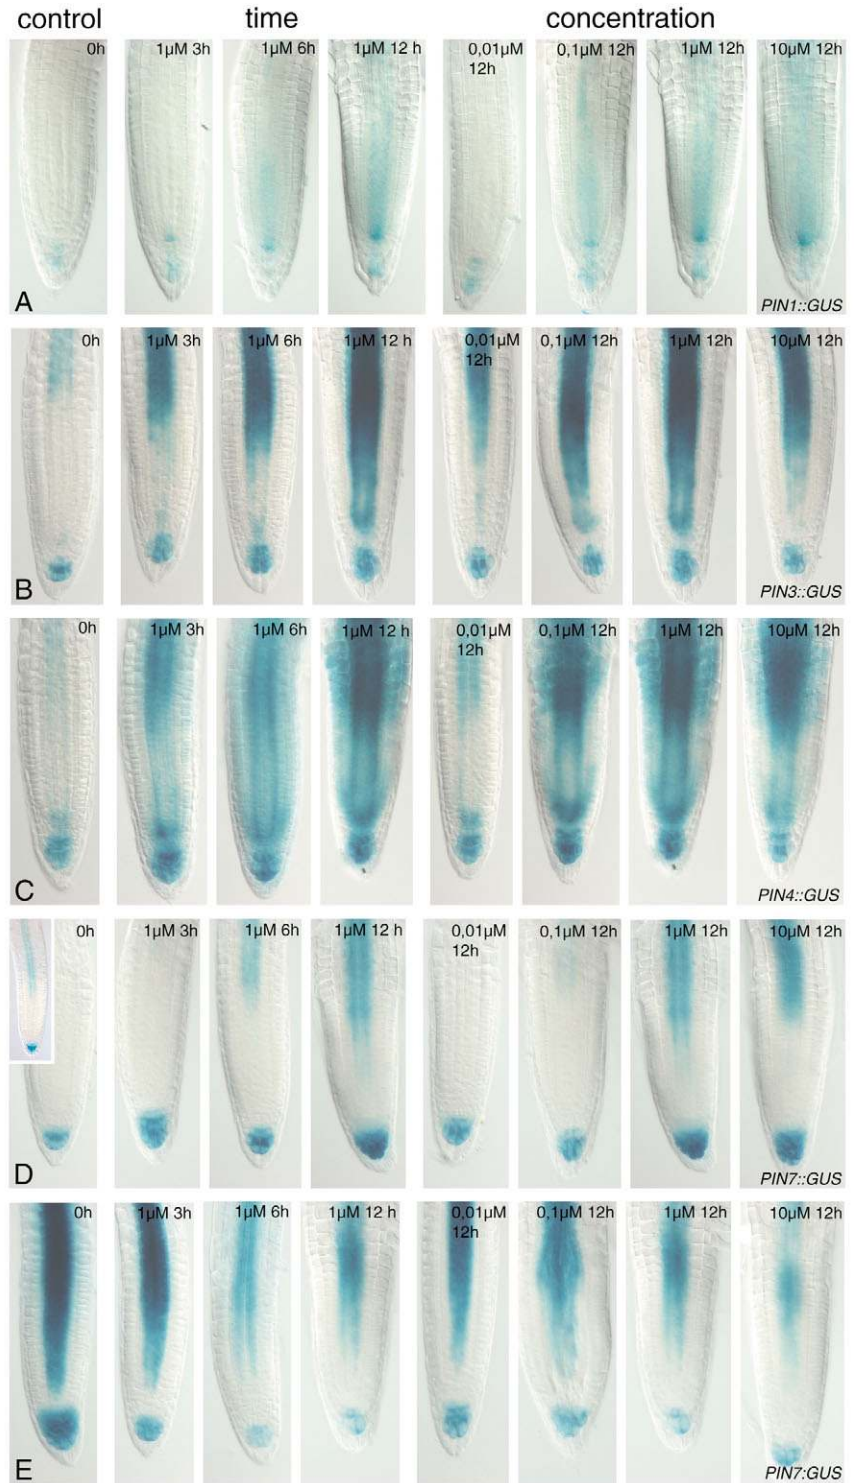 control time concentration
0h 1µM 3h 1µM 6h 1µM 12 h 0,01µM 0,1µM 12h 1µM 12h 10µM 12h
12h
A PIN1::GUS
0h 1µM 3h 1µM 6h 1µM 12 h 0,01µM 0,1µM 12h 1µM 12h 10µM 12h
12h
B PIN3::GUS
0h 1µM 3h 1µM 6h 1µM 12 h 0,01µM 0,1µM 12h 1µM 12h 10µM 12h
12h
C PIN4::GUS
0h 1µM 3h 1µM 6h 1µM 12 h 0,01µM 0,1µM 12h 1µM 12h 10µM 12h
12h
D PIN7::GUS
0h 1µM 3h 1µM 6h 1µM 12 h 0,01µM 0,1µM 12h 1µM 12h 10µM 12h
12h
E PIN7:GUS